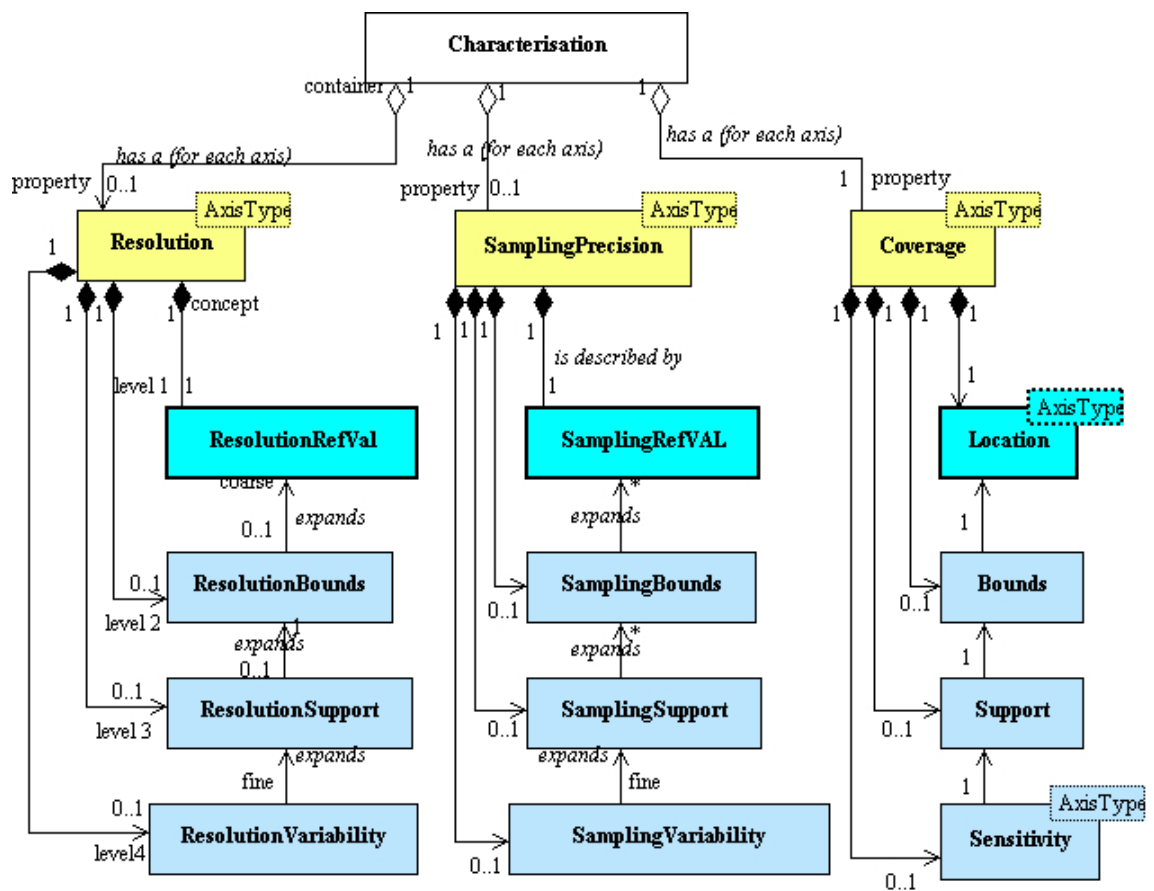 Characterisation
container
1
1
1
has a (for each axis)
has a (for each axis)
has a (for each axis)
property
0..1
property
0..1
1
property
AxisType
AxisType
AxisType
1
Resolution
SamplingPrecision
Coverage
1
1
1
concept
1
1
1
1
1
1
1
1
is described by
level 1
1
1
1
AxisType
ResolutionRefVal
SamplingRefVAL
Location
coarse
*
0..1
expands
expands
1
0..1
ResolutionBounds
SamplingBounds
Bounds
level 2
0..1
0..1
1
*
expands
expands
1
0..1
0..1
ResolutionSupport
SamplingSupport
Support
level 3
0..1
0..1
expands
expands
fine
fine
1
AxisType
0..1
ResolutionVariability
SamplingVariability
Sensitivity
level4
0..1
0..1